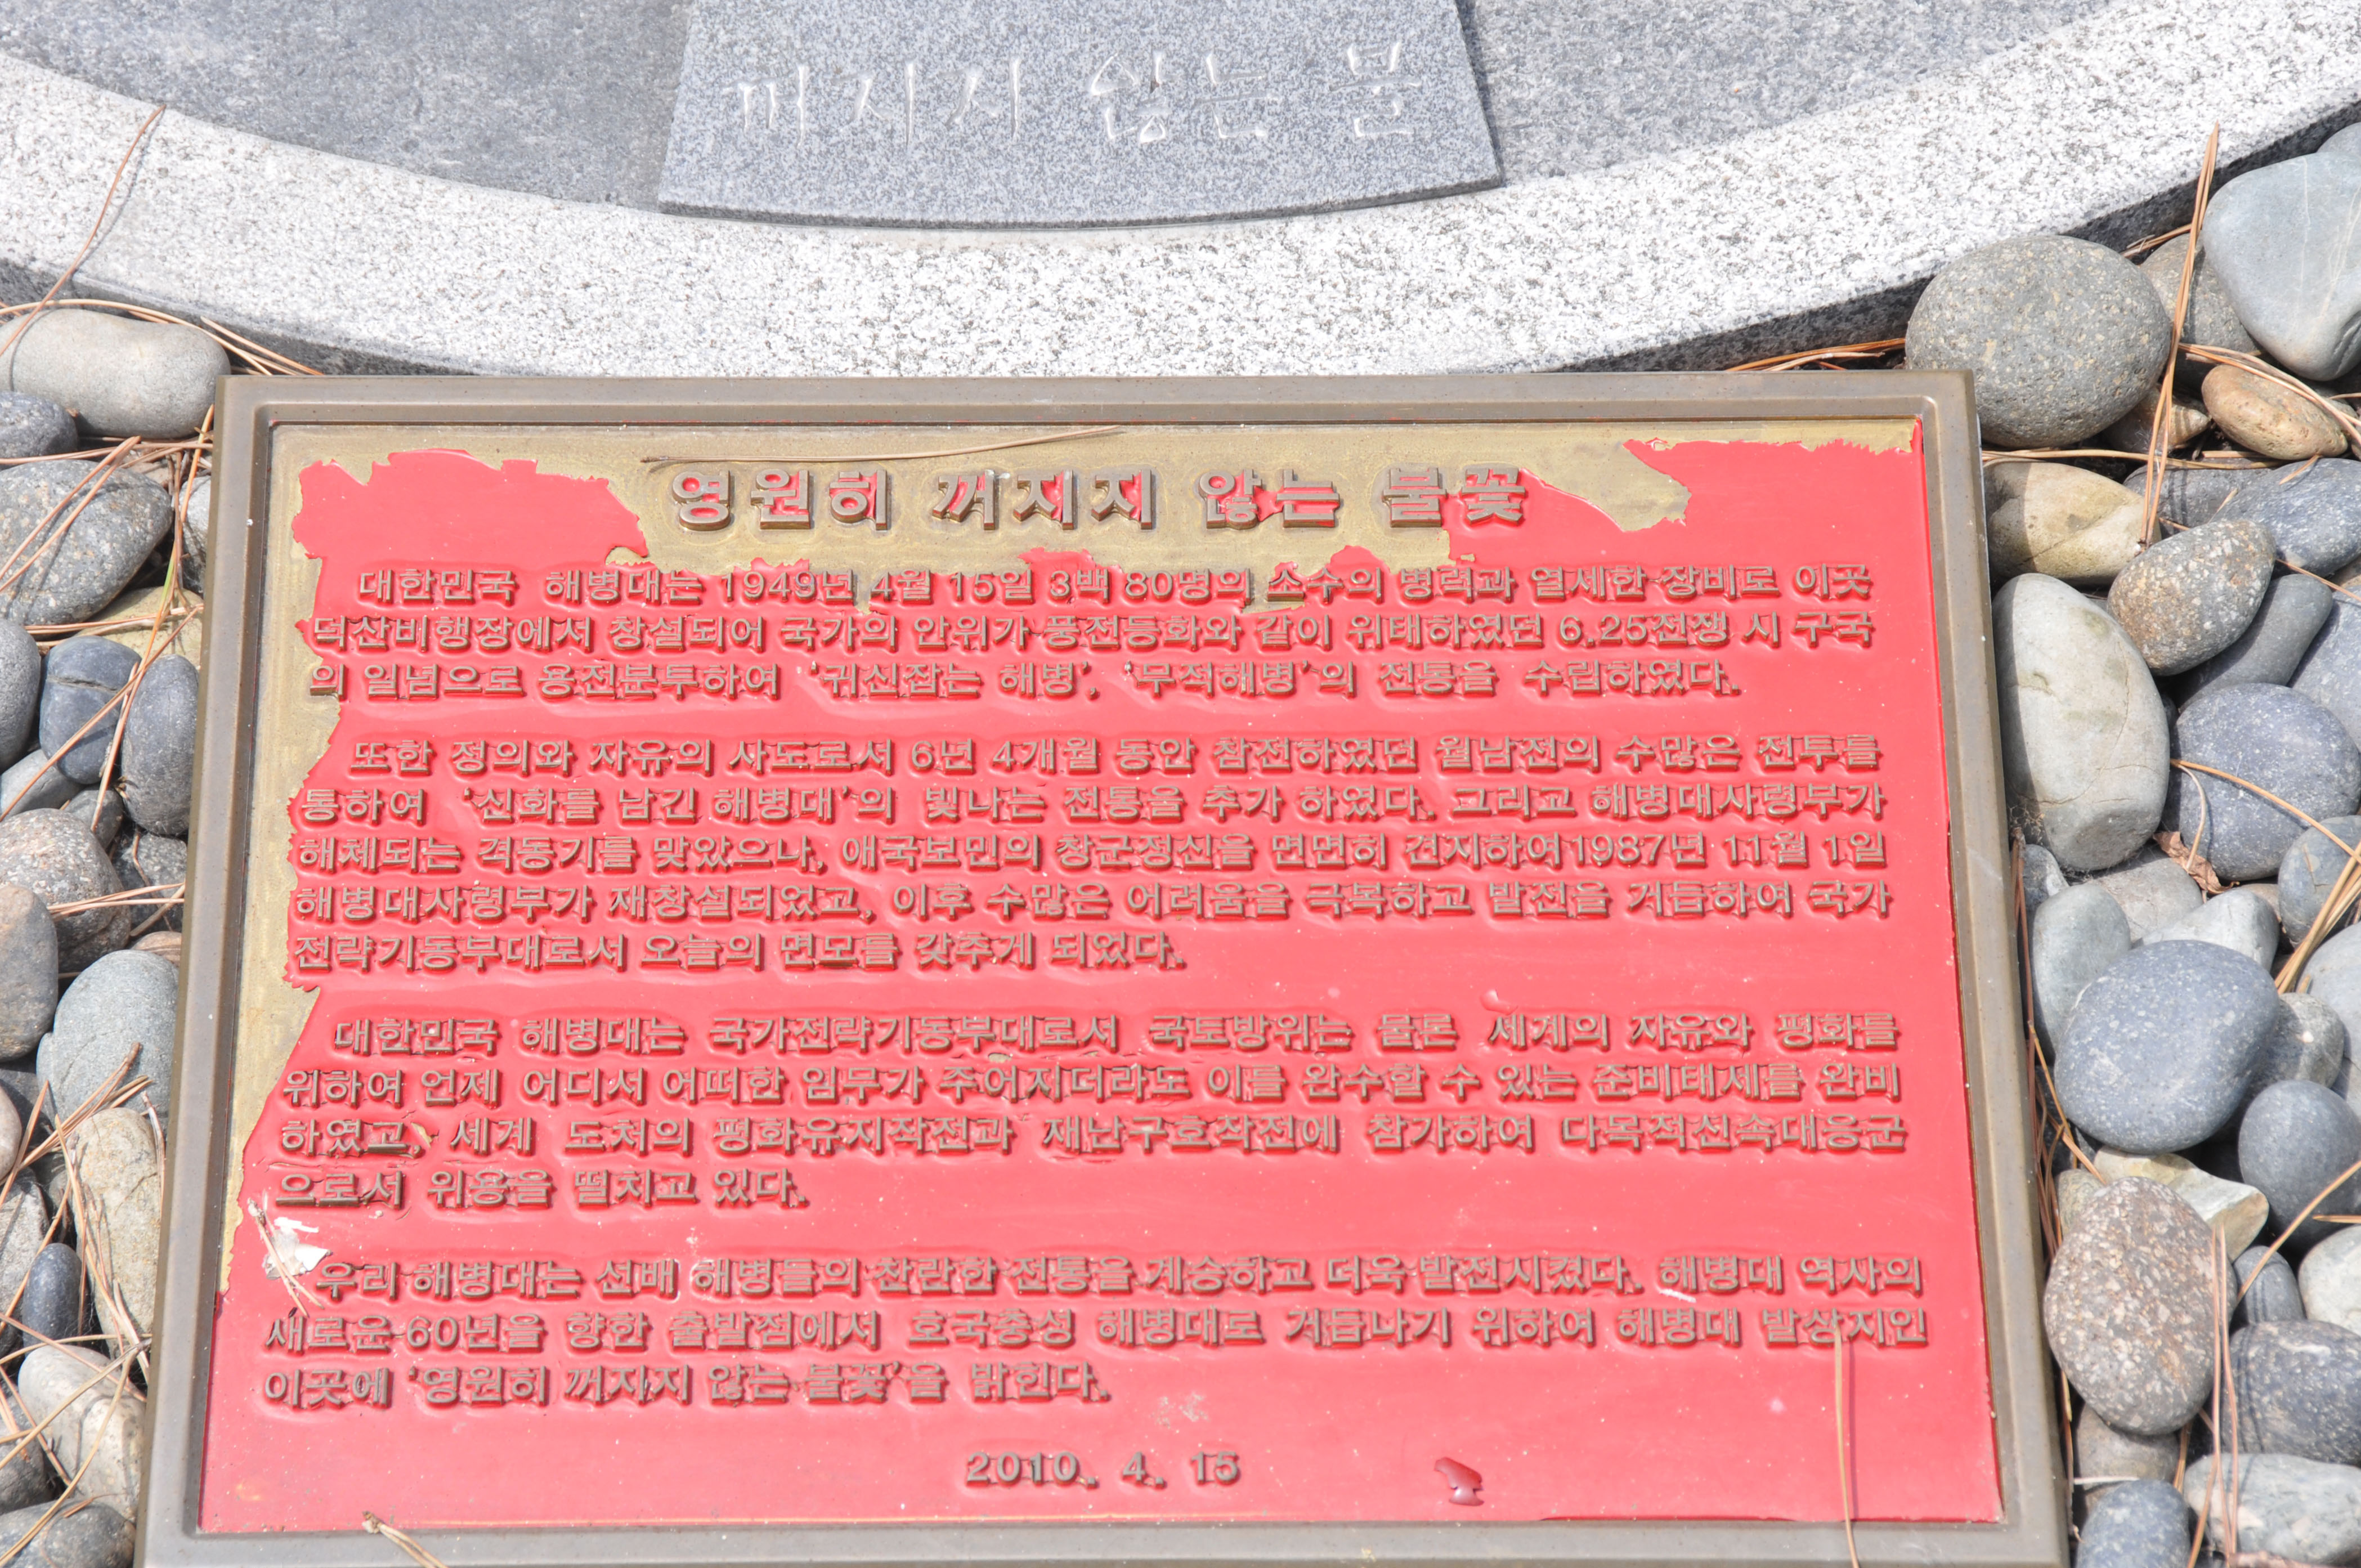 꺼지지 않는 불
영원히 꺼지지 않는 불꽃
대한민국 해병대는 1949년 4월 15일 3백 80명의 소수의 병력과 열세한 장비로 이곳
덕산비행장에서 창설되어 국가의 안위가 풍전등화와 같이 위태하였던 6.25전쟁 시 구국
의 일념으로 용전분투하여 ‘귀신잡는 해병’, ‘무적해병’의 전통을 수립하였다.
또한 정의와 자유의 사도로서 6년 4개월 동안 참전하였던 월남전의 수많은 전투를
통하여 ‘신화를 남긴 해병대’의 빛나는 전통을 추가 하였다. 그리고 해병대사령부가
해체되는 격동기를 맞았으나, 애국보민의 창군정신을 면면히 견지하여1987년 11월 1일
해병대사령부가 재창설되었고, 이후 수많은 어려움을 극복하고 발전을 거듭하여 국가
전략기동부대로서 오늘의 면모를 갖추게 되었다.
대한민국 해병대는 국가전략기동부대로서 국토방위는 물론 세계의 자유와 평화를
위하여 언제 어디서 어떠한 임무가 주어지더라도 이를 완수할 수 있는 준비태세를 완비
하였고, 세계 도처의 평화유지작전과 재난구호작전에 참가하여 다목적신속대응군
으로서 위용을 떨치고 있다.
우리 해병대는 선배 해병들의 찬란한 전통을 계승하고 더욱 발전시켰다. 해병대 역사의
새로운 60년을 향한 출발점에서 호국충성 해병대로 거듭나기 위하여 해병대 발상지인
이곳에 ‘영원히 꺼지지 않는 불꽃’을 밝힌다.
2010. 4. 15